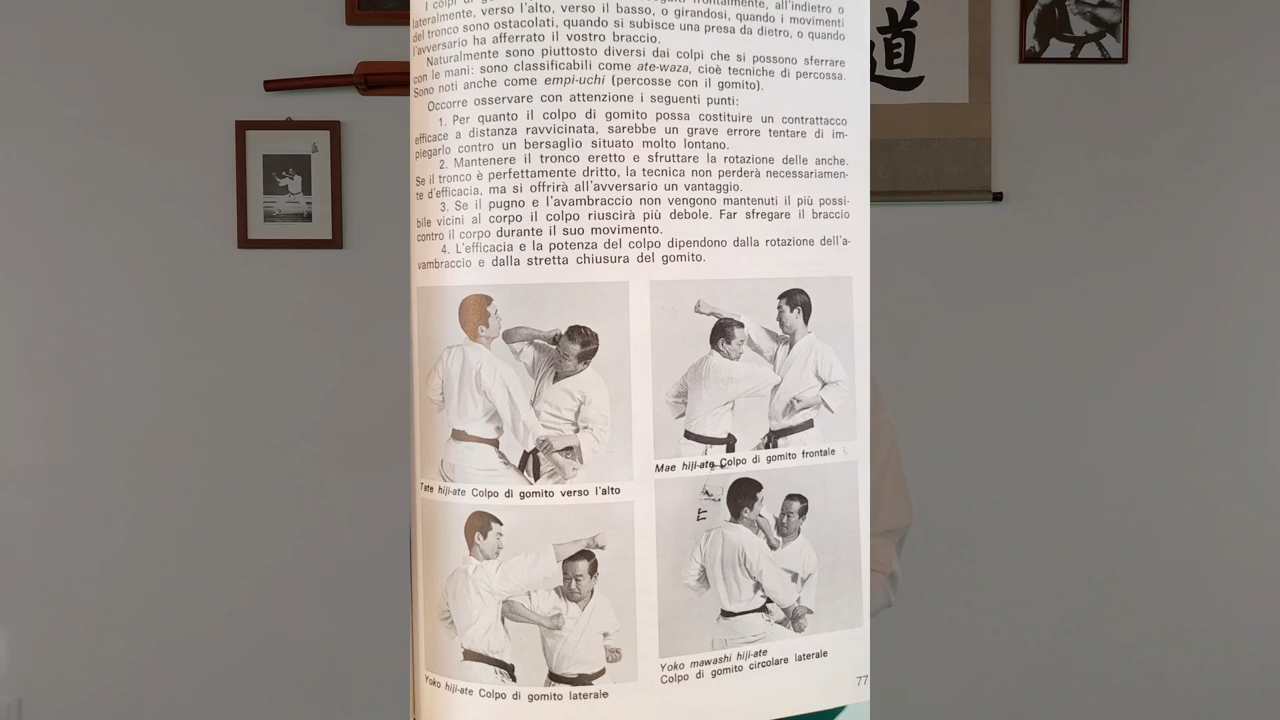 I colpi di frontalmente, all'indietro o
lateralmente, verso l'alto, verso il basso, o girandosi, quando i movimenti
del tronco sono ostacolati, quando si subisce una presa da dietro, o quando
l'avversario ha afferrato il vostro braccio.
Naturalmente sono piuttosto diversi dai colpi che si possono sferrare
con le mani: sono classificabili come ate-waza, cioè tecniche di percossa.
Sono noti anche come empi-uchi (percosse con il gomito).
Occorre osservare con attenzione i seguenti punti:
1. Per quanto il colpo di gomito possa costituire un contrattacco
efficace a distanza ravvicinata, sarebbe un grave errore tentare di im-
piegarlo contro un bersaglio situato molto lontano.
2. Mantenere il tronco eretto e sfruttare la rotazione delle anche.
Se il tronco è perfettamente dritto, la tecnica non perderà necessariamen-
te d'efficacia, ma si offrirà all'avversario un vantaggio.
3. Se il pugno e l'avambraccio non vengono mantenuti il più possi-
bile vicini al corpo il colpo riuscirà più debole. Far sfregare il braccio
contro il corpo durante il suo movimento.
4. L'efficacia e la potenza del colpo dipendono dalla rotazione dell'a-
vambraccio e dalla stretta chiusura del gomito.
Tate hiji-ate Colpo di gomito verso l'alto
Mae hiji-ate Colpo di gomito frontale
Yoko hiji-ate Colpo di gomito laterale
Yoko mawashi hiji-ate
Colpo di gomito circolare laterale
77
道